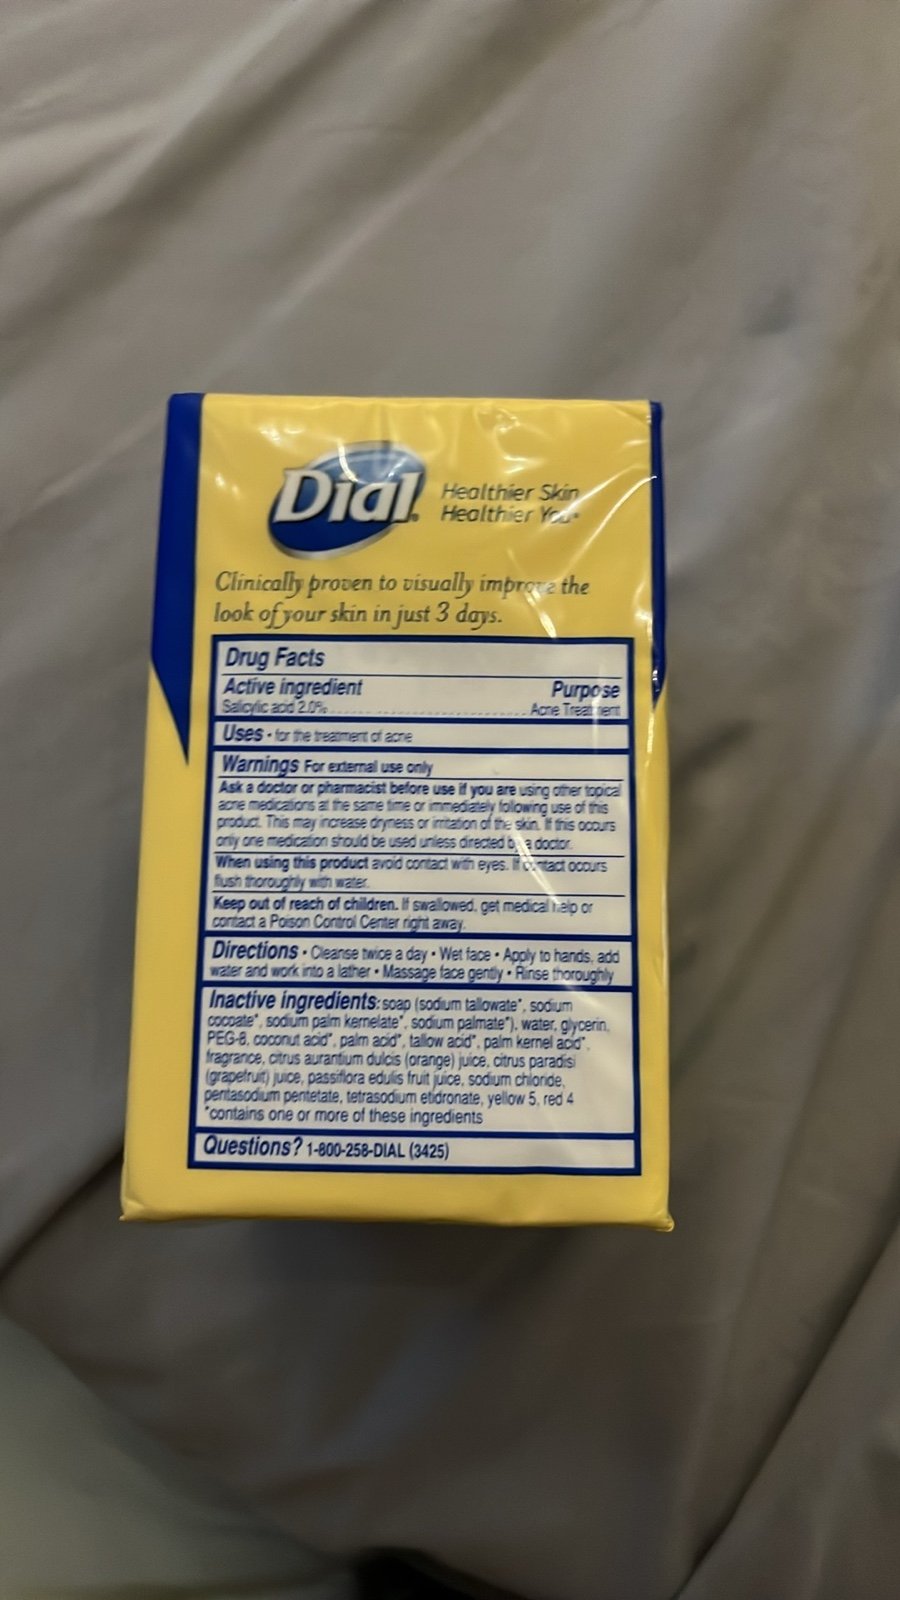 Dial
Healthier Skin
Healthier You®
Clinically proven to visually improve the
look of your skin in just 3 days.
Drug Facts
Active ingredient Purpose
Salicylic acid 2.0%.............................Acne Treatment
Uses • for the treatment of acne
Warnings For external use only
Ask a doctor or pharmacist before use if you are using other topical
acne medications at the same time or immediately following use of this
product. This may increase dryness or irritation of the skin. If this occurs
only one medication should be used unless directed by a doctor.
When using this product avoid contact with eyes. If contact occurs
flush thoroughly with water.
Keep out of reach of children. If swallowed, get medical help or
contact a Poison Control Center right away.
Directions • Cleanse twice a day • Wet face • Apply to hands, add
water and work into a lather • Massage face gently • Rinse thoroughly
Inactive ingredients: soap (sodium tallowate*, sodium
cocoate*, sodium palm kernelate*, sodium palmate*), water, glycerin,
PEG-8, coconut acid*, palm acid*, tallow acid*, palm kernel acid*,
fragrance, citrus aurantium dulcis (orange) juice, citrus paradisi
(grapefruit) juice, passiflora edulis fruit juice, sodium chloride,
pentasodium pentetate, tetrasodium etidronate, yellow 5, red 4
*contains one or more of these ingredients
Questions? 1-800-258-DIAL (3425)